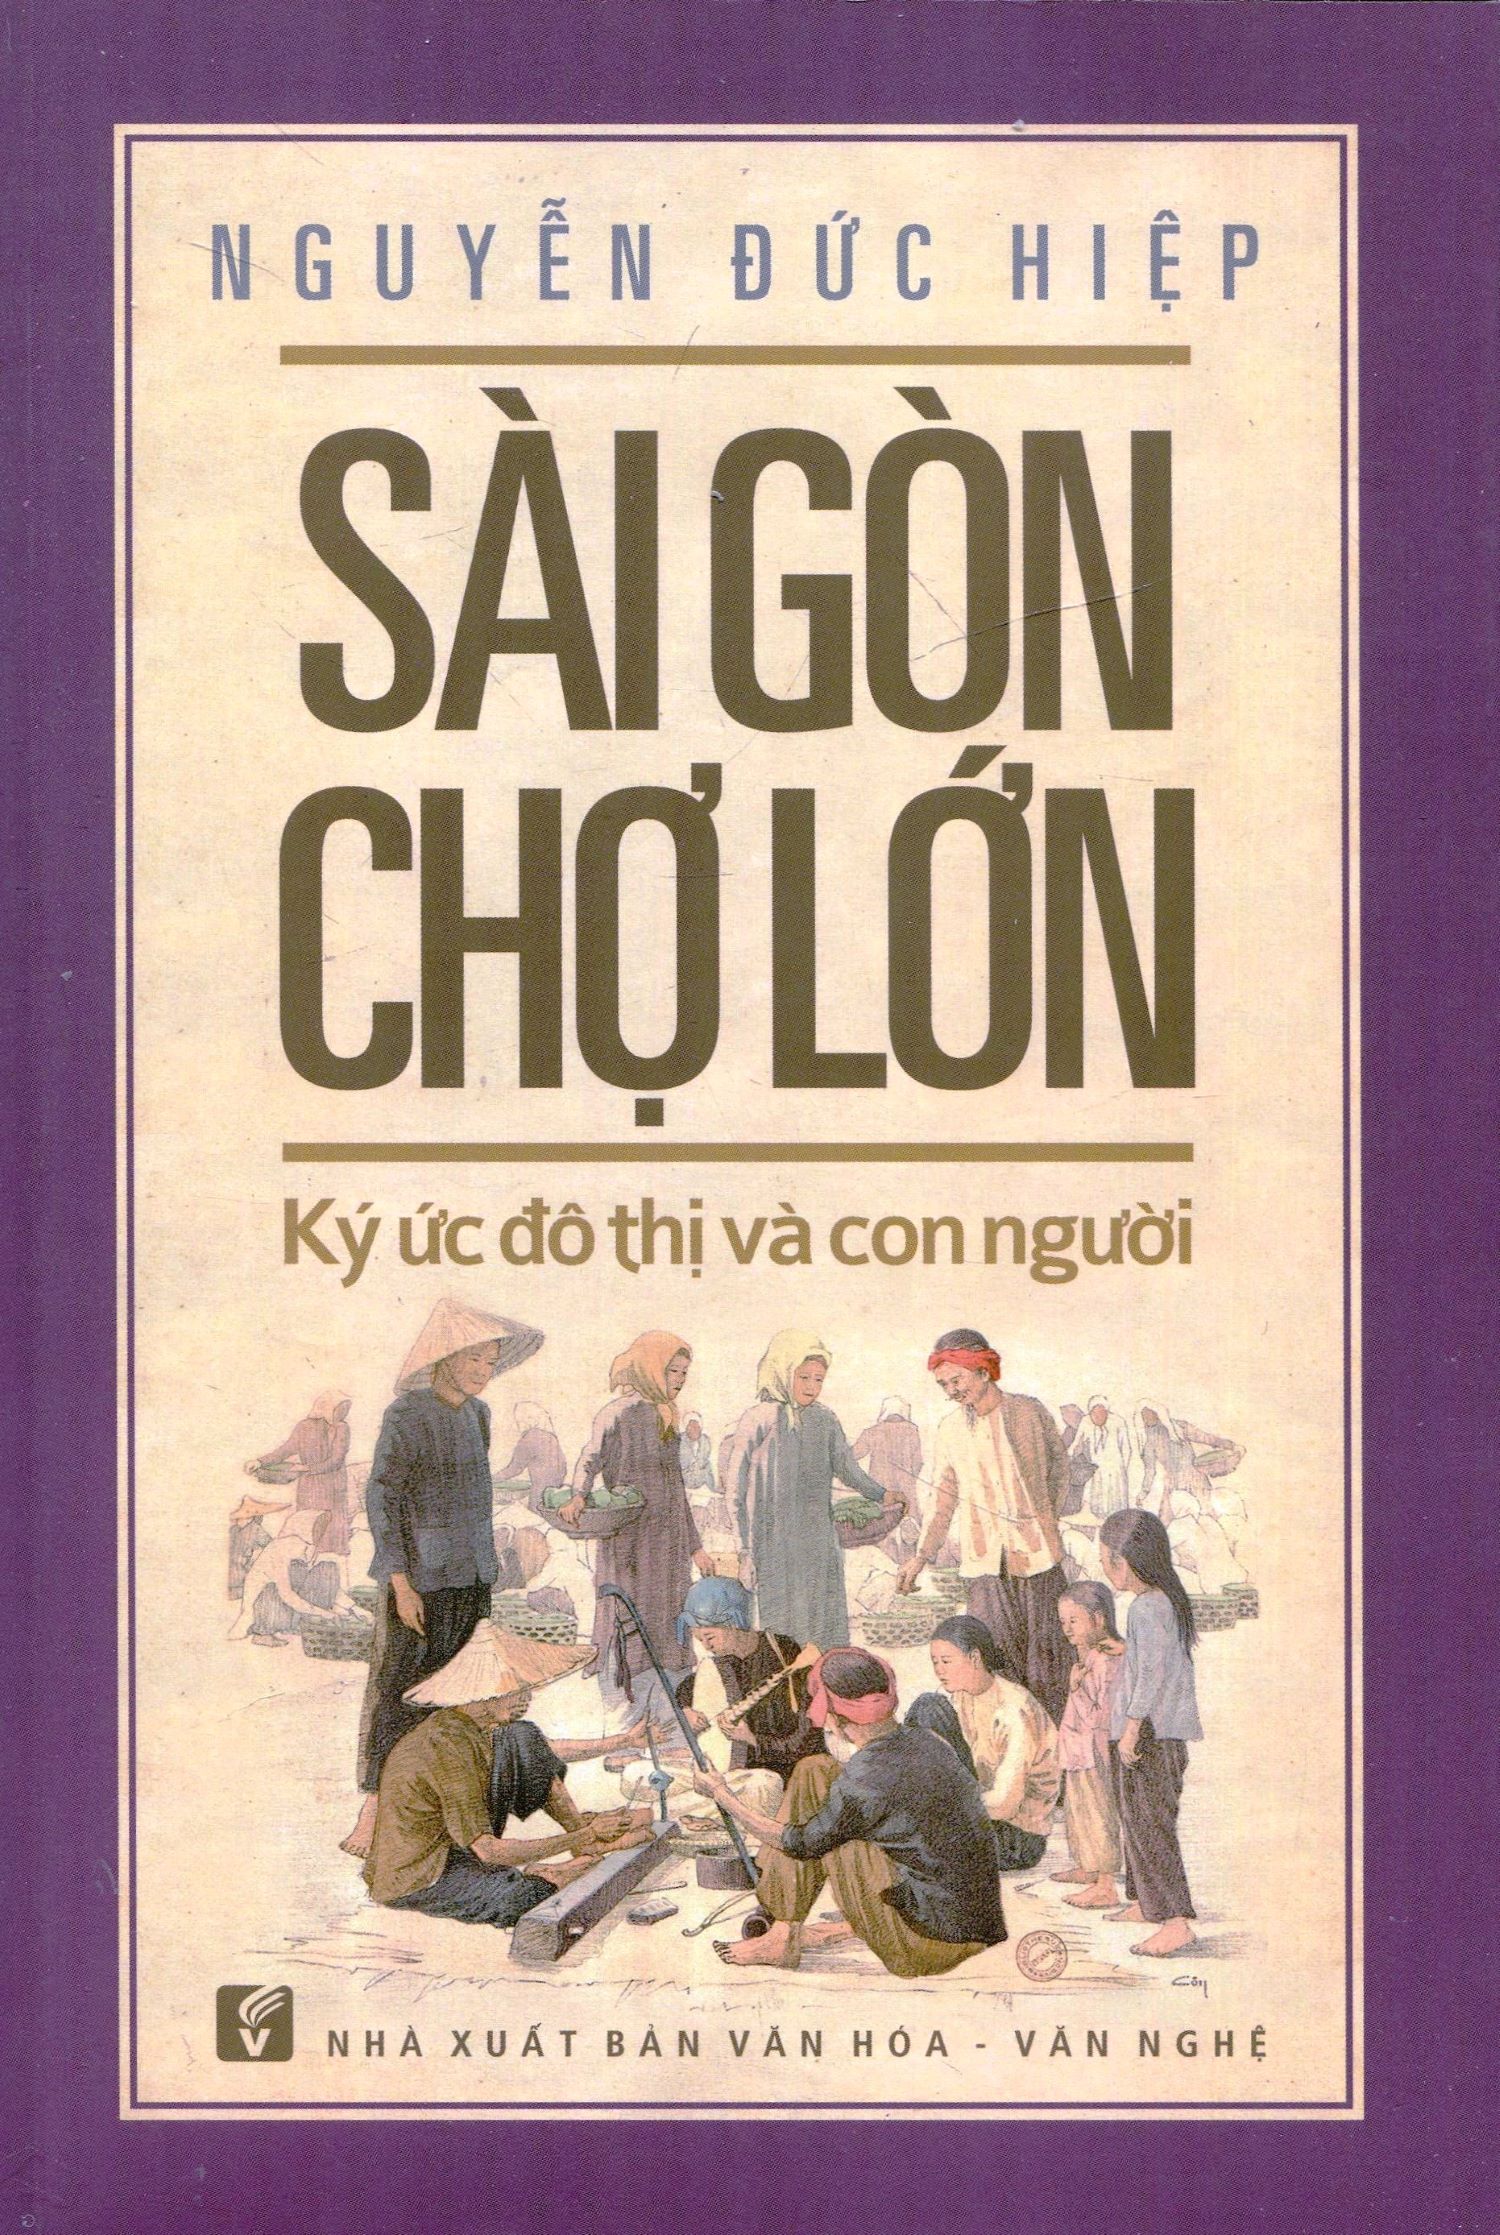 NGUYỄN ĐỨC HIỆP
SÀI GÒN
CHỢ LỚN
Ký ức đô thị và con người
V
NHÀ XUẤT BẢN VĂN HÓA - VĂN NGHỆ